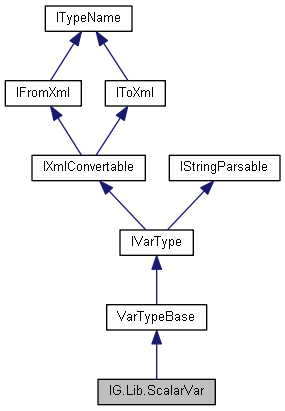 ITypeName
IFromXml
IToXml
IXmlConvertable
IStringParsable
IVarType
VarTypeBase
IG.Lib.ScalarVar